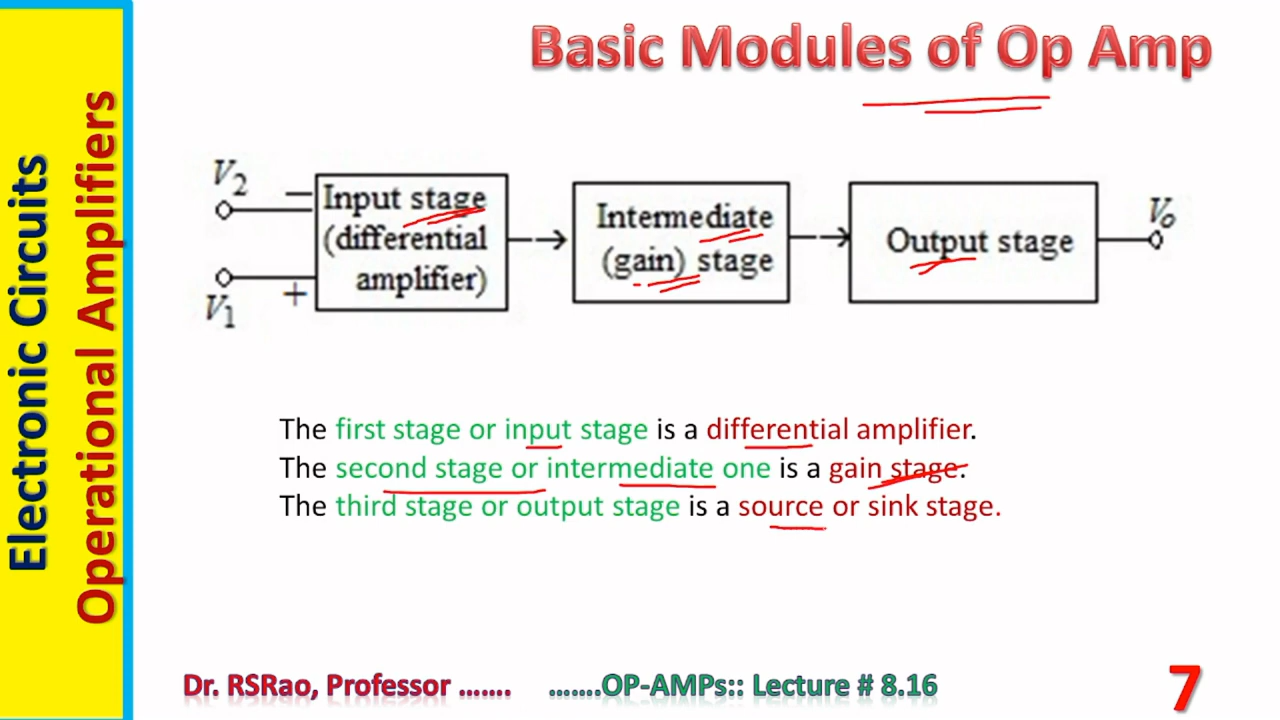 Basic Modules of Op Amp
Electronic Circuits
Operational Amplifiers
V2
−
V1
+
Input stage
(differential
amplifier)
Intermediate
(gain) stage
Output stage
Vo
The first stage or input stage is a differential amplifier.
The second stage or intermediate one is a gain stage.
The third stage or output stage is a source or sink stage.
Dr. RSRao, Professor ....... .......OP-AMPs:: Lecture # 8.16
7